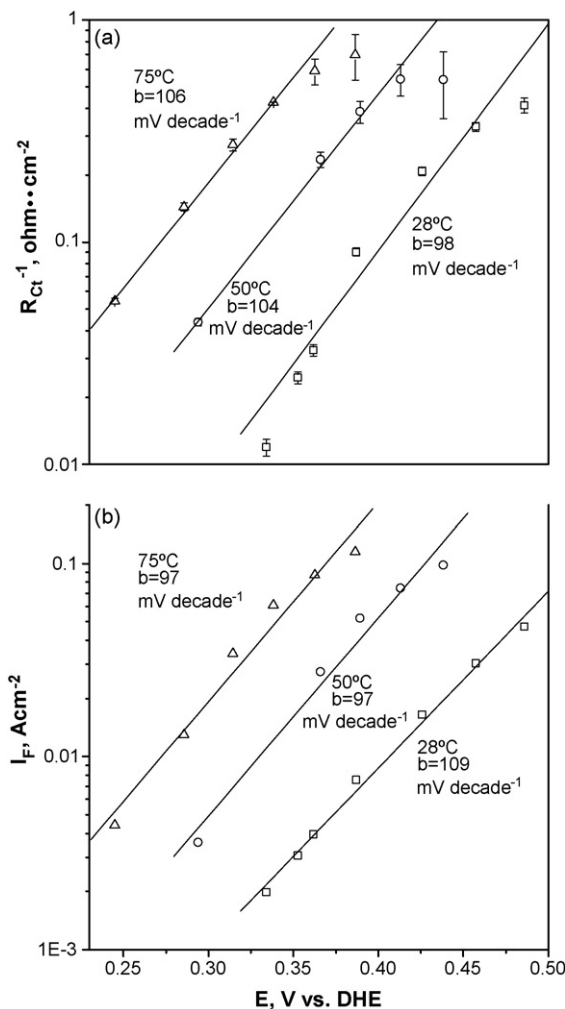 (a)
1
0.1
0.01
R_Ct^-1, ohm••cm^-2
75ºC
b=106
mV decade^-1
50ºC
b=104
mV decade^-1
28ºC
b=98
mV decade^-1
(b)
0.1
0.01
1E-3
I_F, Acm^-2
75ºC
b=97
mV decade^-1
50ºC
b=97
mV decade^-1
28ºC
b=109
mV decade^-1
0.25 0.30 0.35 0.40 0.45 0.50
E, V vs. DHE